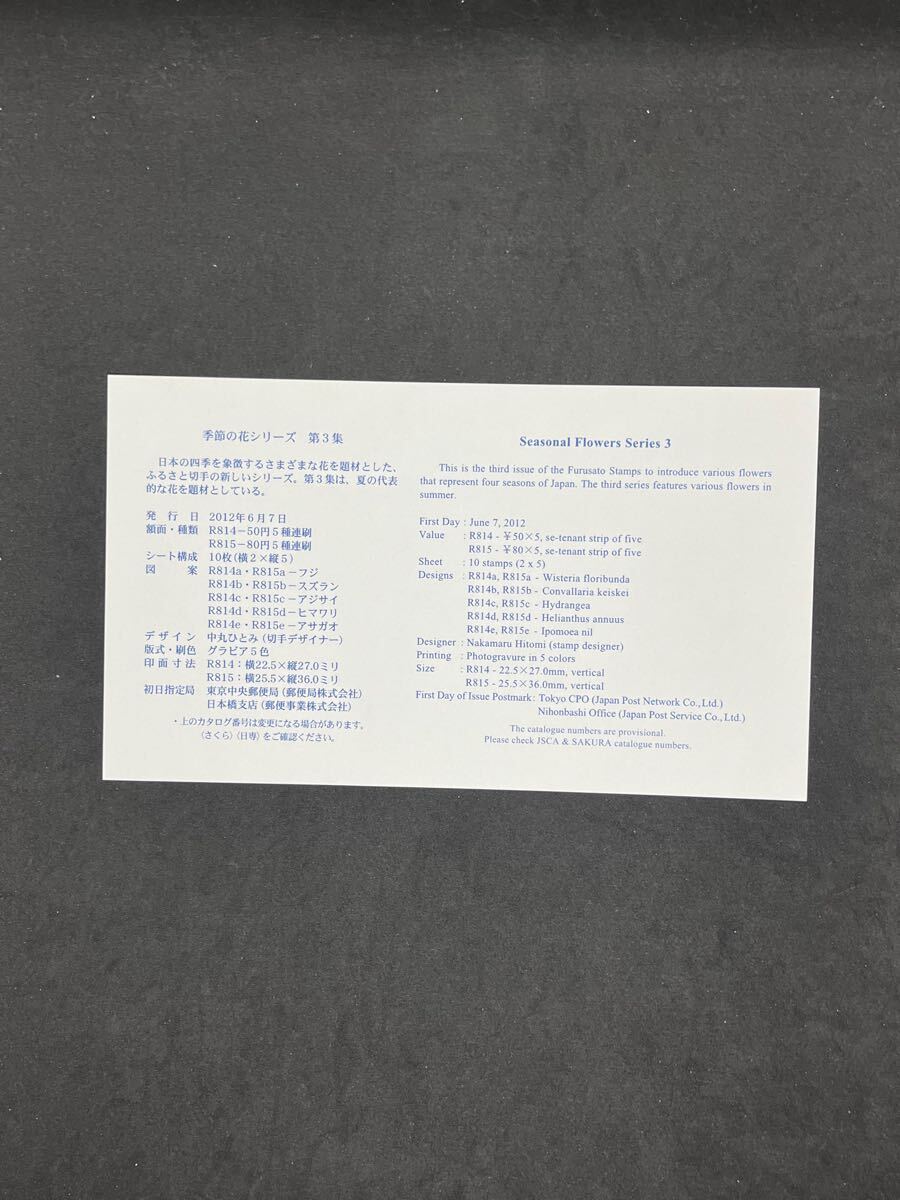 季節の花シリーズ 第3集
日本の四季を象徴するさまざまな花を題材とした、
ふるさと切手の新しいシリーズ。第3集は、夏の代表
的な花を題材としている。
発行日 2012年6月7日
額面・種類 R814−50円5種連刷
R815−80円5種連刷
シート構成 10枚(横2×縦5)
図案 R814a・R815a−フジ
R814b・R815b−スズラン
R814c・R815c−アジサイ
R814d・R815d−ヒマワリ
R814e・R815e−アサガオ
デザイン 中丸ひとみ(切手デザイナー)
版式・刷色 グラビア5色
印面寸法 R814:横22.5×縦27.0ミリ
R815:横25.5×縦36.0ミリ
初日指定局 東京中央郵便局(郵便局株式会社)
日本橋支店(郵便事業株式会社)
・上のカタログ番号は変更になる場合があります。
〈さくら〉〈日専〉をご確認ください。
Seasonal Flowers Series 3
This is the third issue of the Furusato Stamps to introduce various flowers
that represent four seasons of Japan. The third series features various flowers in
summer.
First Day : June 7, 2012
Value : R814 - ¥50×5, se-tenant strip of five
R815 - ¥80×5, se-tenant strip of five
Sheet : 10 stamps (2 x 5)
Designs : R814a, R815a - Wisteria floribunda
R814b, R815b - Convallaria keiskei
R814c, R815c - Hydrangea
R814d, R815d - Helianthus annuus
R814e, R815e - Ipomoea nil
Designer : Nakamaru Hitomi (stamp designer)
Printing : Photogravure in 5 colors
Size : R814 - 22.5×27.0mm, vertical
R815 - 25.5×36.0mm, vertical
First Day of Issue Postmark : Tokyo CPO (Japan Post Network Co.,Ltd.)
Nihonbashi Office (Japan Post Service Co., Ltd.)
The catalogue numbers are provisional.
Please check JSCA & SAKURA catalogue numbers.